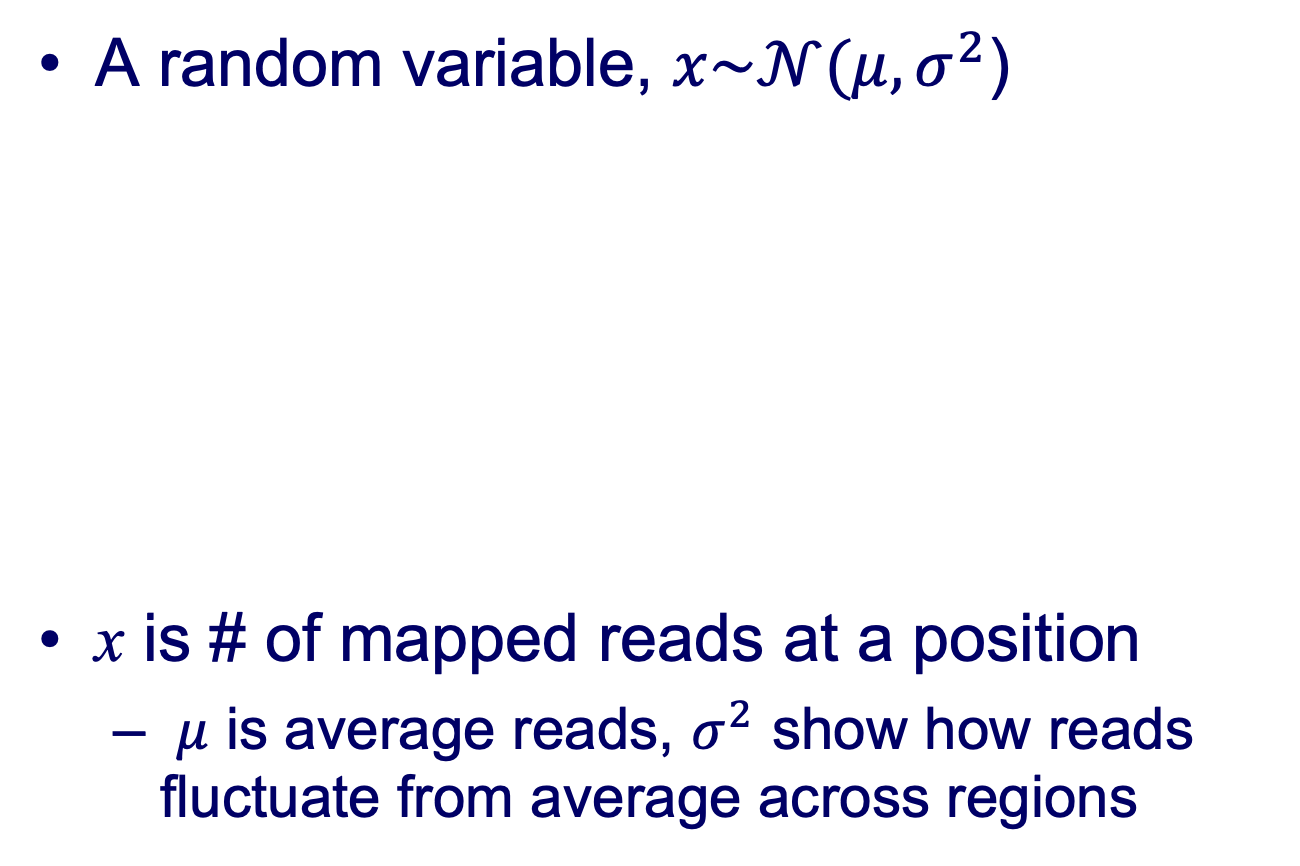 • A random variable, 𝑥~𝒩(𝜇, 𝜎²)
• 𝑥 is # of mapped reads at a position
– 𝜇 is average reads, 𝜎² show how reads
fluctuate from average across regions